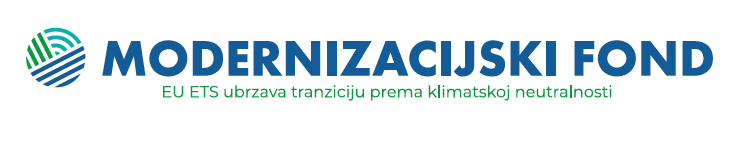 MODERNIZACIJSKI FOND
EU ETS ubrzava tranziciju prema klimatskoj neutralnosti